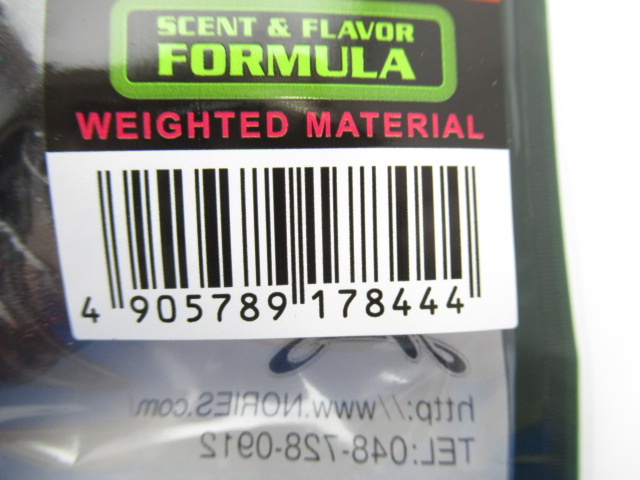 SCENT & FLAVOR
FORMULA
WEIGHTED MATERIAL
4 905789 178444
http://www.NORIES.com/
TEL:048-728-0912